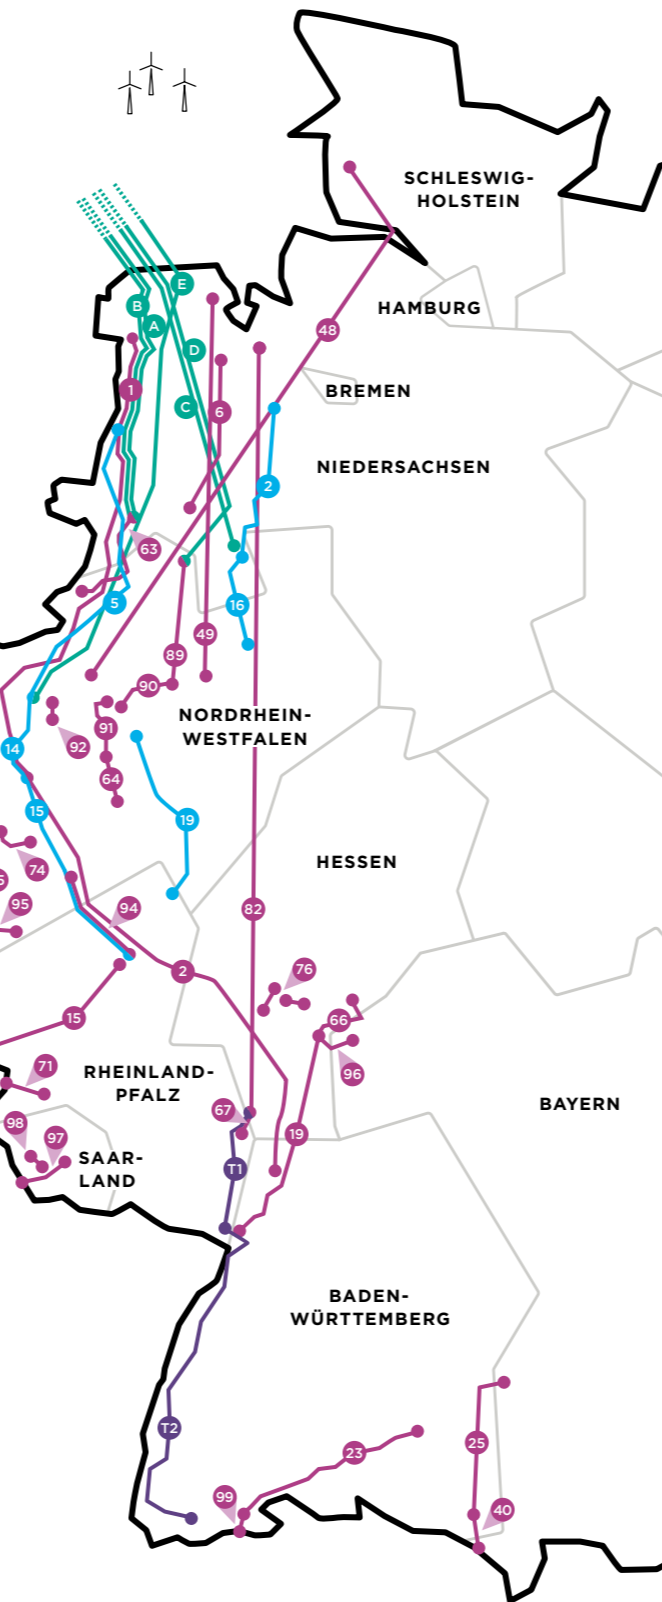 SCHLESWIG-
HOLSTEIN
E
B
A
HAMBURG
48
D
1
BREMEN
C
6
NIEDERSACHSEN
2
63
5
16
49
89
90
NORDRHEIN-
WESTFALEN
91
92
14
64
15
19
HESSEN
74
95
94
82
2
76
15
66
71
RHEINLAND-
PFALZ
96
BAYERN
67
98
97
19
SAAR-
LAND
T1
BADEN-
WÜRTTEMBERG
T2
23
25
99
40